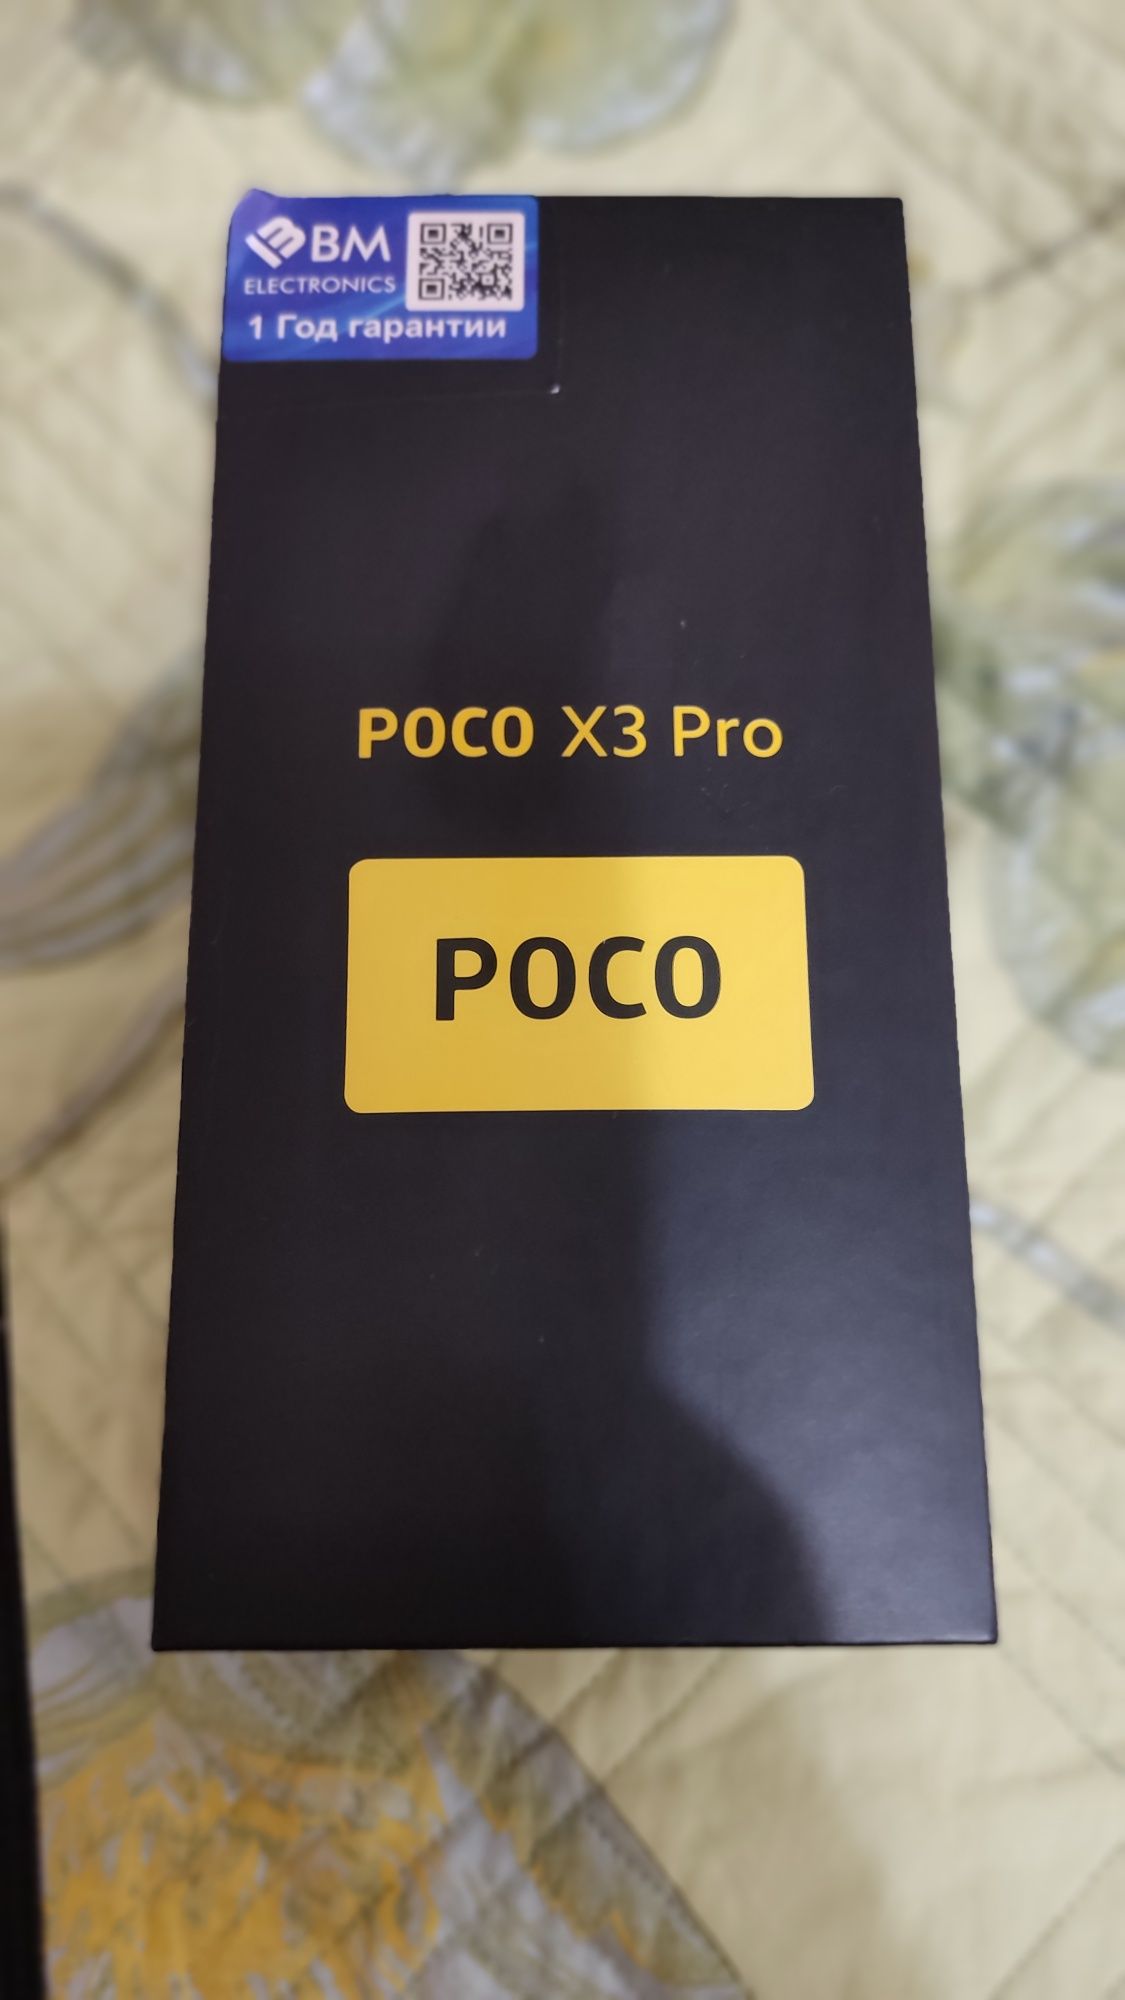 BM
ELECTRONICS
1 Год гарантии
POCO X3 Pro
POCO